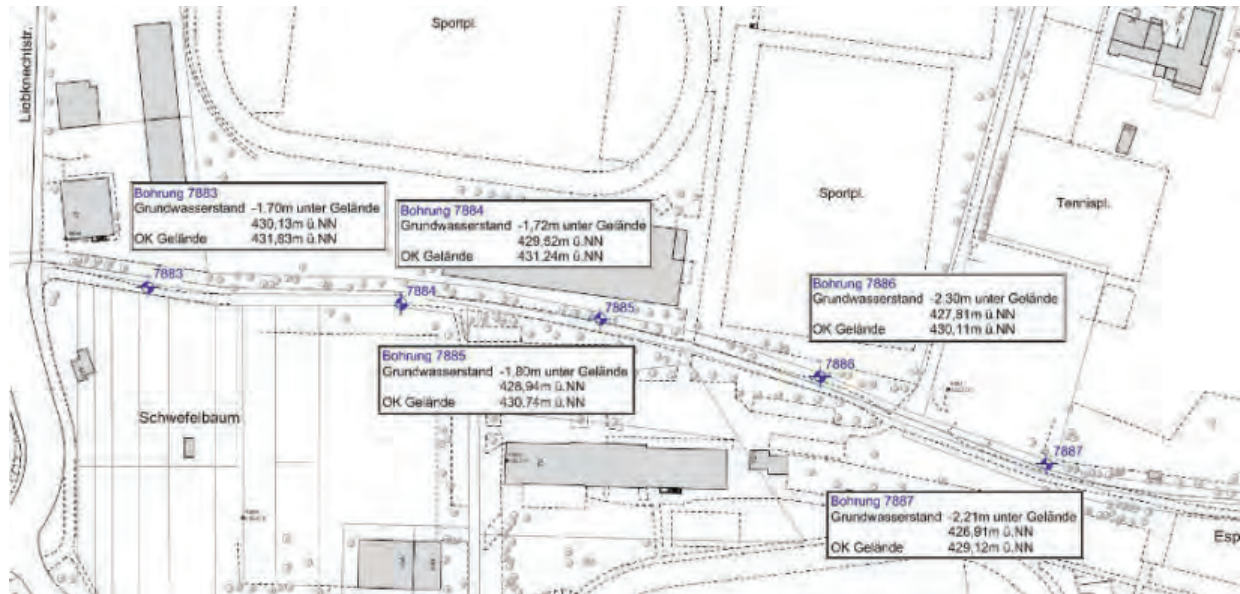 Sportpl.
Liebknechtstr.
Bohrung 7883
Grundwasserstand -1.70m unter Gelände
430,13m ü.NN
OK Gelände 431,83m ü.NN
Bohrung 7884
Grundwasserstand -1,72m unter Gelände
429,52m ü.NN
OK Gelände 431.24m ü.NN
Sportpl.
Tennispl.
7883
7884
7885
Bohrung 7886
Grundwasserstand -2.30m unter Gelände
427,81m ü.NN
OK Gelände 430,11m ü.NN
Bohrung 7885
Grundwasserstand -1.80m unter Gelände
428,94m ü.NN
OK Gelände 430.74m ü.NN
7886
Schwefelbaum
7887
Bohrung 7887
Grundwasserstand -2,21m unter Gelände
426,91m ü.NN
OK Gelände 429,12m ü.NN
Esp